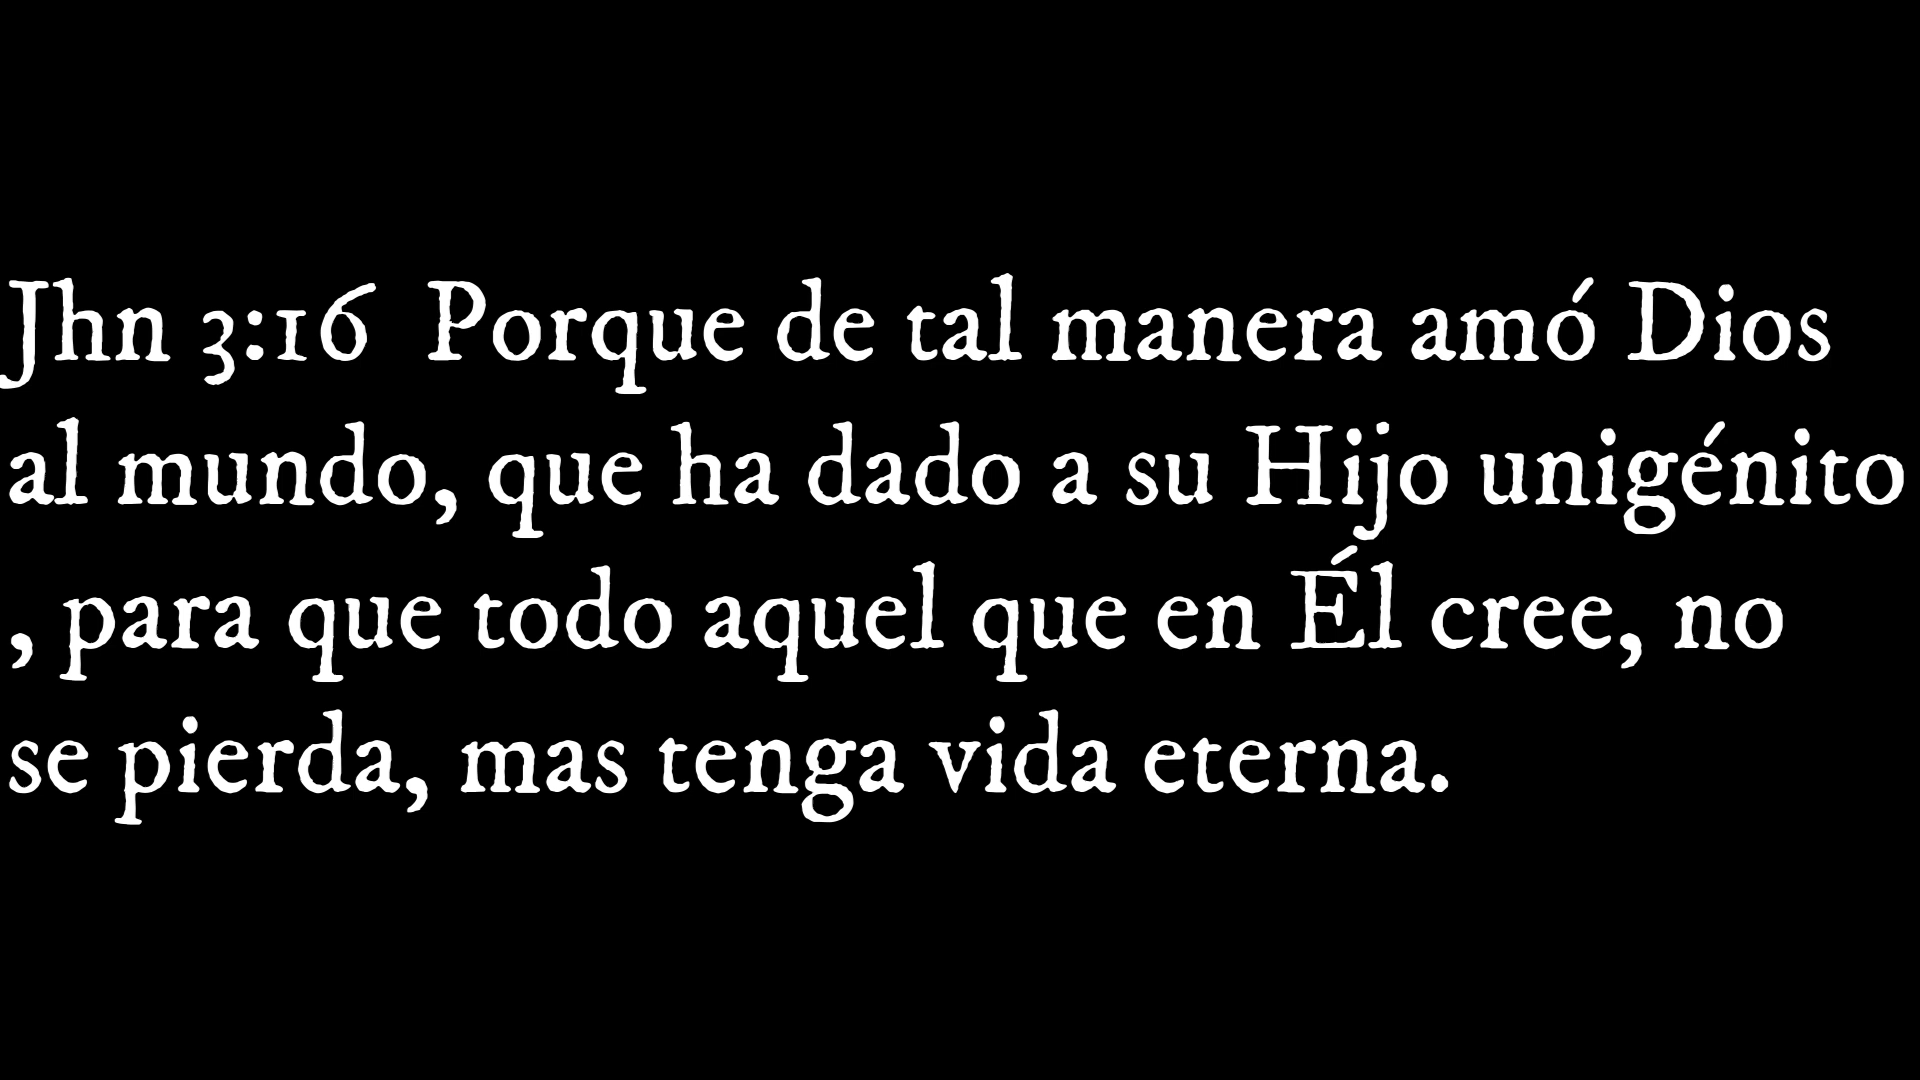 Jhn 3:16  Porque de tal manera amó Dios
al mundo, que ha dado a su Hijo unigénito
, para que todo aquel que en Él cree, no
se pierda, mas tenga vida eterna.